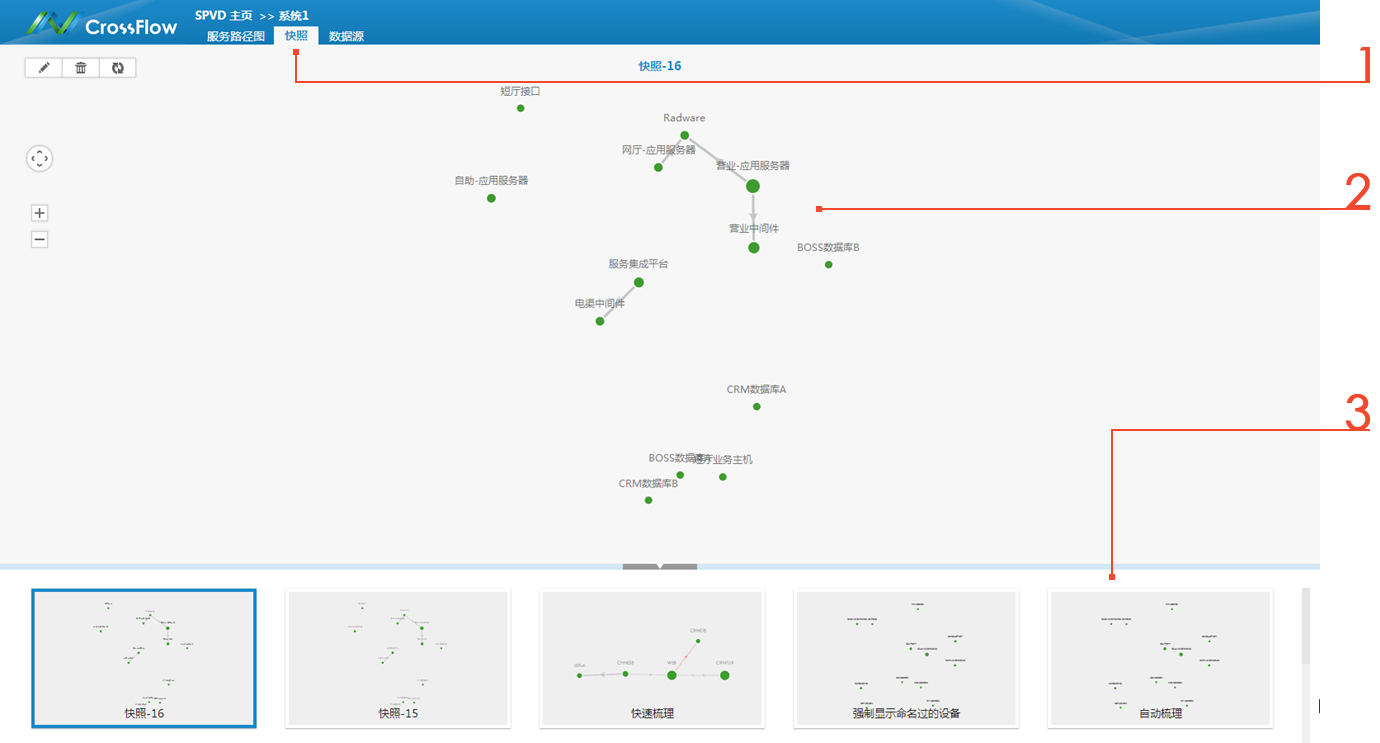 CrossFlow
SPVD 主页 >> 系统1
服务路径图 快照 数据源
快照-16
1
短厅接口
Radware
网厅-应用服务器
营业-应用服务器
自助-应用服务器
2
营业中间件
BOSS数据库B
服务集成平台
电渠中间件
CRM数据库A
3
BOSS数据库A
短厅业务主机
CRM数据库B
CRMDB
WEB
快照-16
快照-15
快速梳理
强制显示命名过的设备
自动梳理